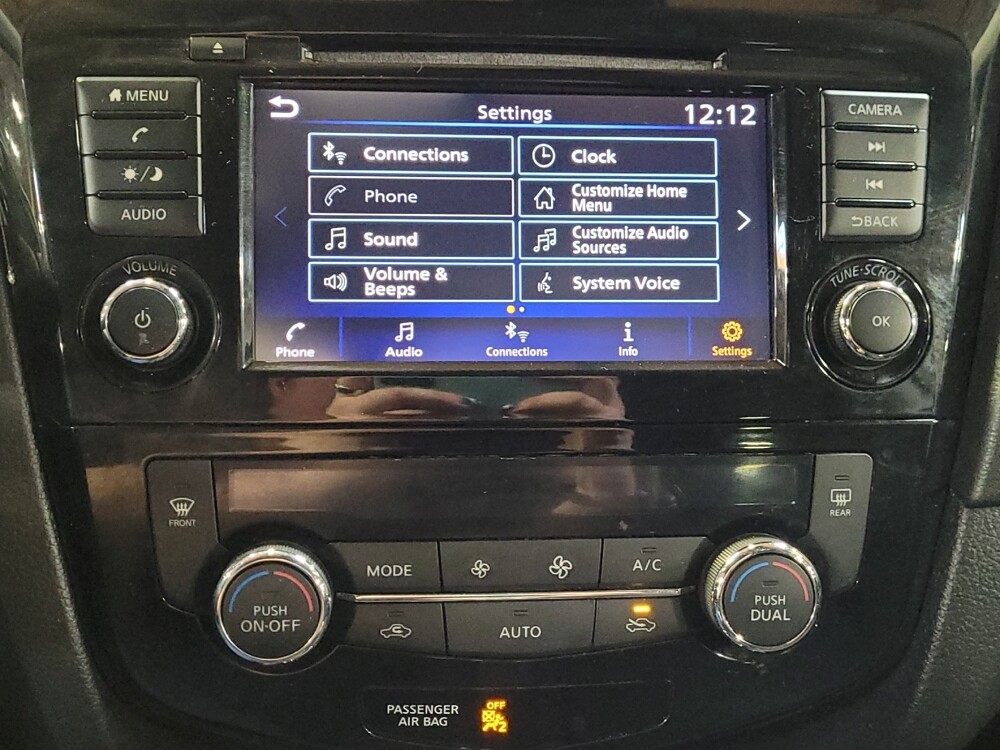 MENU
AUDIO
VOLUME
Settings
12:12
Connections
Clock
Phone
Customize Home
Menu
Sound
Customize Audio
Sources
Volume &
Beeps
System Voice
Phone
Audio
Connections
Info
Settings
CAMERA
BACK
TUNE·SCROLL
OK
FRONT
REAR
MODE
A/C
PUSH
ON·OFF
AUTO
PUSH
DUAL
PASSENGER
AIR BAG
OFF
2